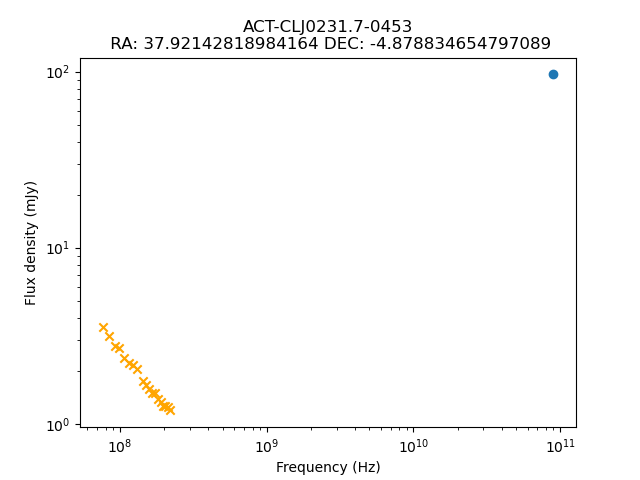 ACT-CLJ0231.7-0453
RA: 37.92142818984164 DEC: -4.878834654797089
Flux density (mJy)
10²
10¹
10⁰
10⁸ 10⁹ 10¹⁰ 10¹¹
Frequency (Hz)